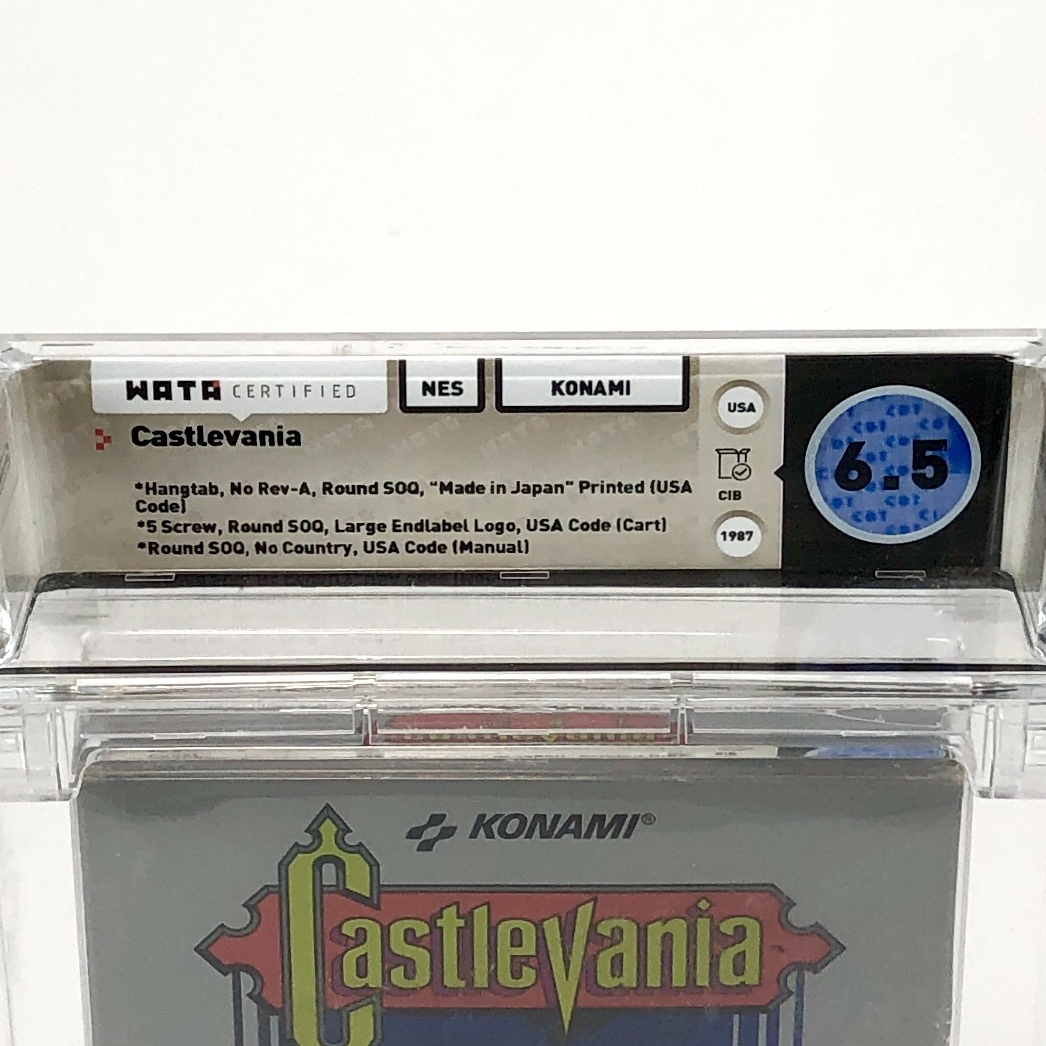 WATA CERTIFIED
NES
KONAMI
USA
Castlevania
*Hangtab, No Rev-A, Round SOQ, "Made in Japan" Printed (USA
Code)
*5 Screw, Round SOQ, Large Endlabel Logo, USA Code (Cart)
*Round SOQ, No Country, USA Code (Manual)
CIB
1987
6.5
KONAMI®
Castlevania